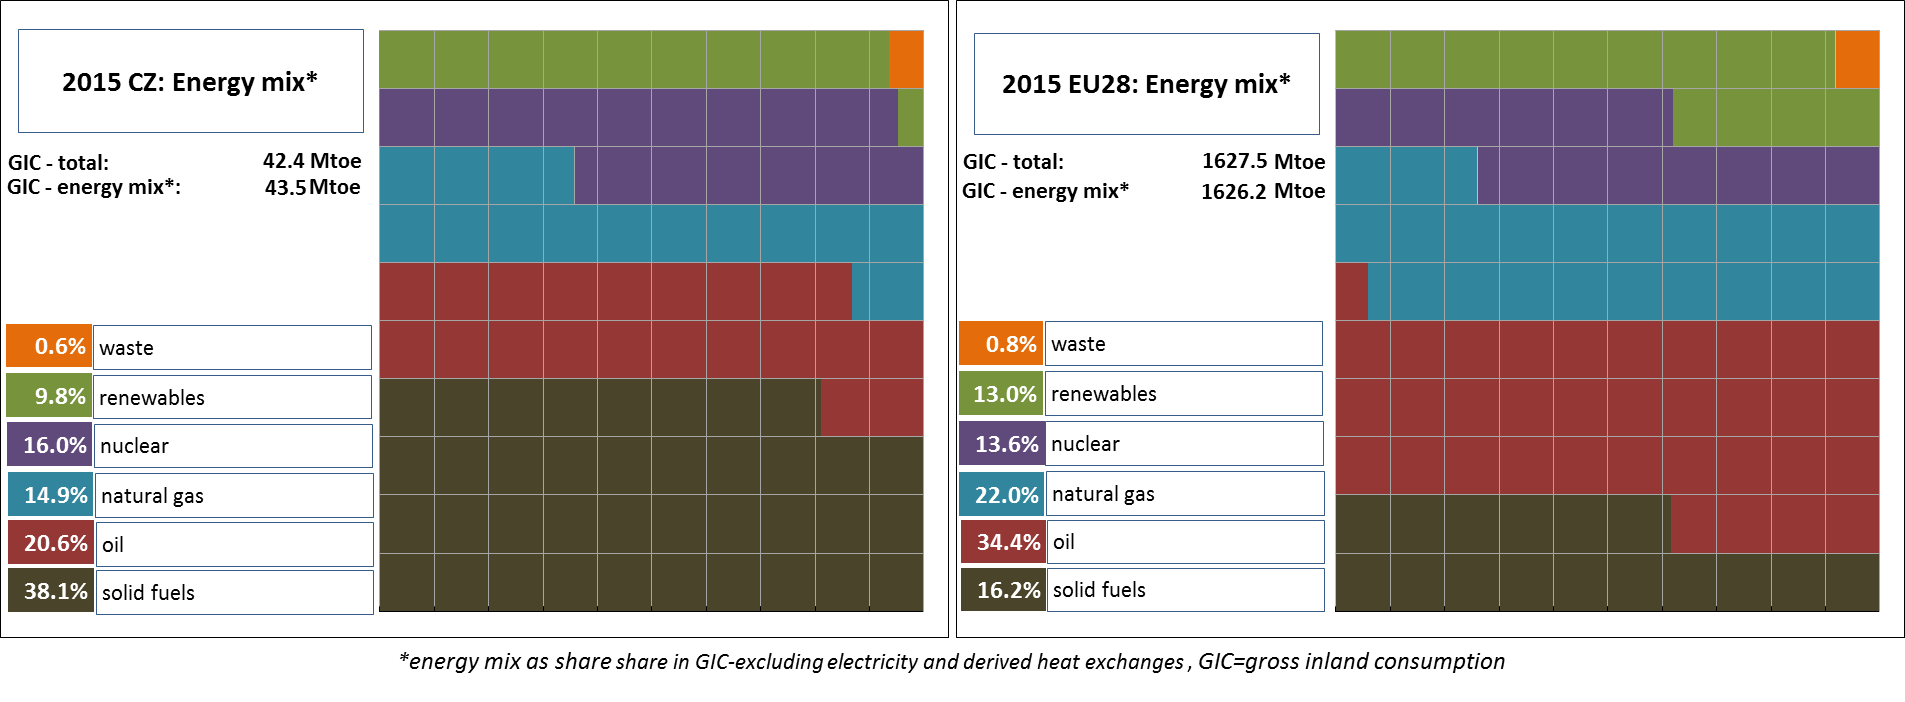 2015 CZ: Energy mix*
GIC - total: 42.4 Mtoe
GIC - energy mix*: 43.5 Mtoe
0.6% waste
9.8% renewables
16.0% nuclear
14.9% natural gas
20.6% oil
38.1% solid fuels
2015 EU28: Energy mix*
GIC - total: 1627.5 Mtoe
GIC - energy mix* 1626.2 Mtoe
0.8% waste
13.0% renewables
13.6% nuclear
22.0% natural gas
34.4% oil
16.2% solid fuels
*energy mix as share share in GIC-excluding electricity and derived heat exchanges , GIC=gross inland consumption